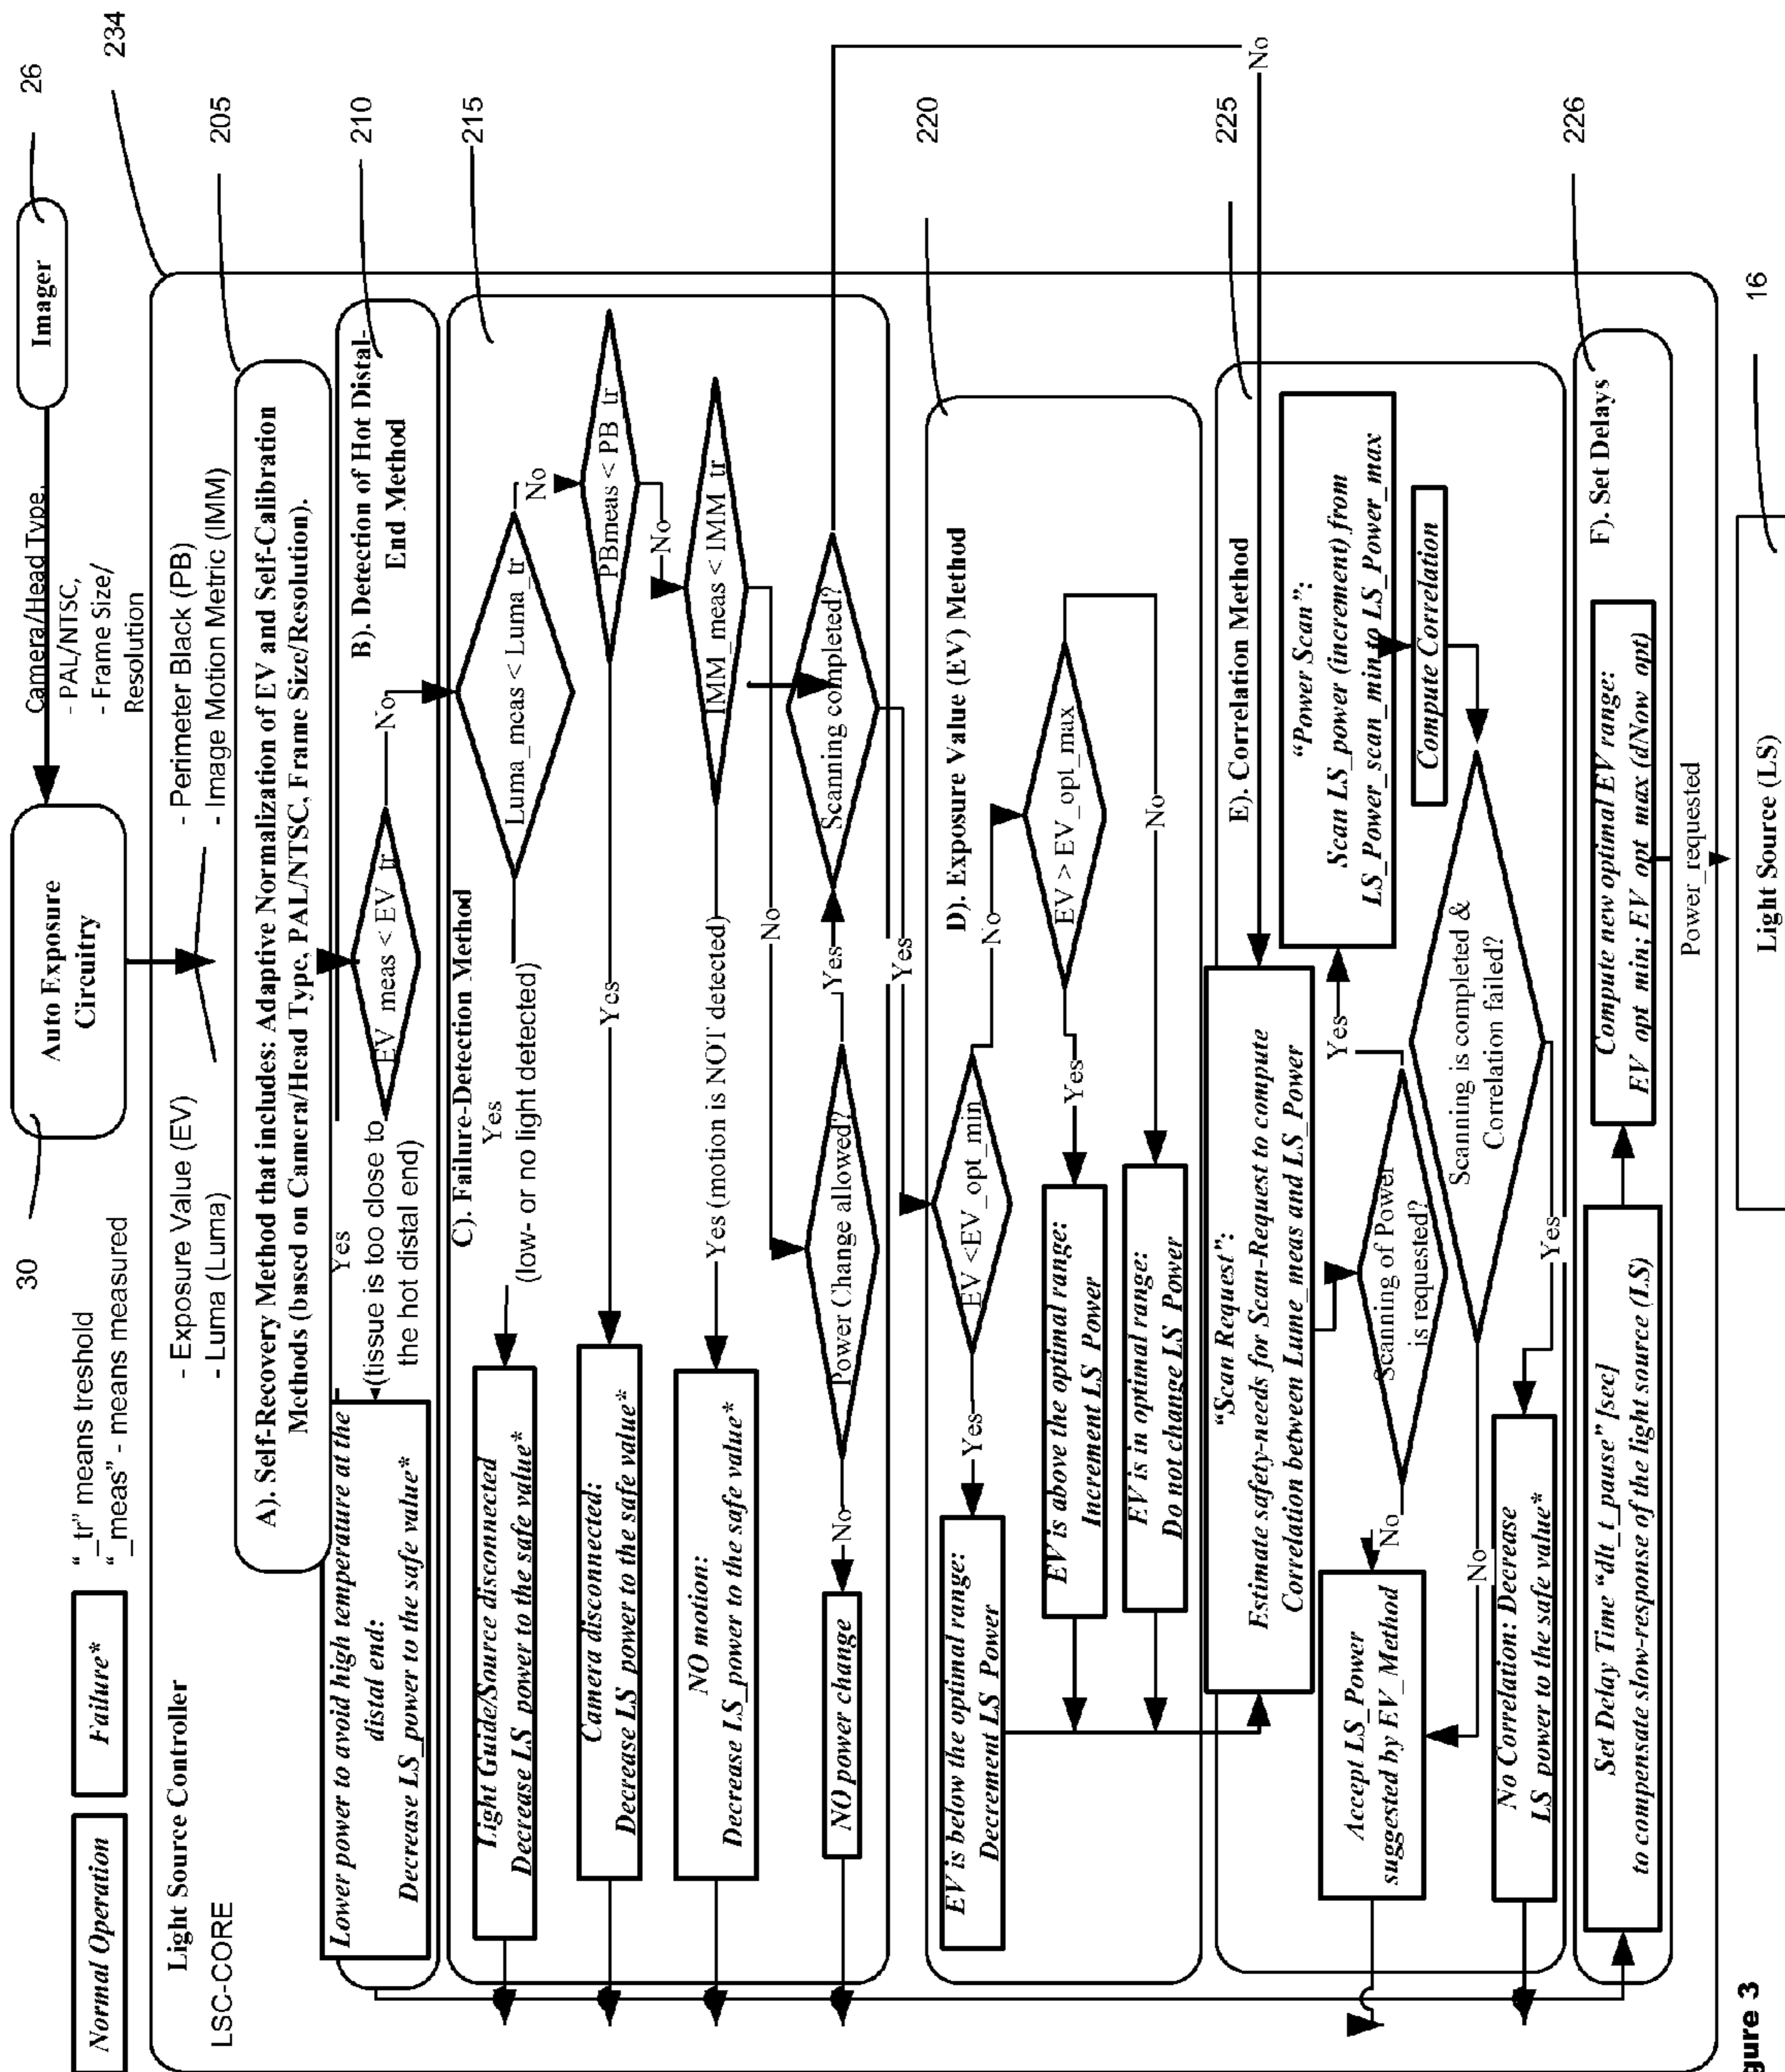 30
26
234
205
210
215
220
225
226
16
Normal Operation
Failure*
"_tr" means treshold
"_meas" - means measured
Auto Exposure
Circuitry
Imager
Camera/Head Type,
- PAL/NTSC,
- Frame Size/
Resolution
Light Source Controller
LSC-CORE
- Exposure Value (EV)
- Luma (Luma)
- Perimeter Black (PB)
- Image Motion Metric (IMM)
A). Self-Recovery Method that includes: Adaptive Normalization of EV and Self-Calibration
Methods (based on Camera/Head Type, PAL/NTSC, Frame Size/Resolution).
B). Detection of Hot Distal-
End Method
EV_meas < EV_tr
Yes
(tissue is too close to
the hot distal end)
No
Lower power to avoid high temperature at the
distal end:
Decrease LS_power to the safe value*
C). Failure-Detection Method
Luma_meas < Luma_tr
Yes
(low- or no light detected)
No
Light Guide/Source disconnected
Decrease LS_power to the safe value*
PBmeas < PB_tr
Yes
No
Camera disconnected:
Decrease LS_power to the safe value*
IMM_meas < IMM_tr
Yes (motion is NOT detected)
No
NO motion:
Decrease LS_power to the safe value*
Power Change allowed?
Yes
No
NO power change
Scanning completed?
Yes
No
D). Exposure Value (EV) Method
EV <EV_opt_min
Yes
No
EV is below the optimal range:
Decrement LS_Power
EV > EV_opt_max
Yes
No
EV is above the optimal range:
Increment LS_Power
EV is in optimal range:
Do not change LS_Power
E). Correlation Method
"Scan Request":
Estimate safety-needs for Scan-Request to compute
Correlation between Lume_meas and LS_Power
"Power Scan":
Scan LS_power (increment) from
LS_Power_scan_min to LS_Power_max
Compute Correlation
Scanning of Power
is requested?
Yes
No
Scanning is completed &
Correlation failed?
Yes
No
Accept LS_Power
suggested by EV_Method
No Correlation: Decrease
LS_power to the safe value*
F). Set Delays
Set Delay Time "dlt_t_pause" [sec]
to compensate slow-response of the light source (LS)
Compute new optimal EV range:
EV_opt_min; EV_opt_max (dNow_opt)
Power_requested
Light Source (LS)
gure 3